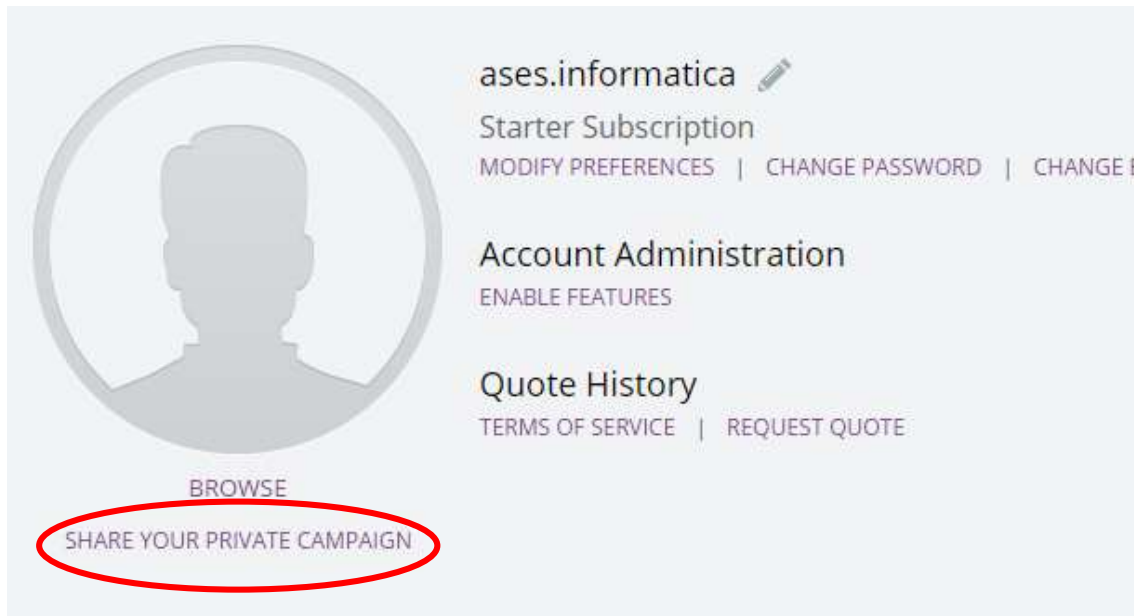 ases.informatica
Starter Subscription
MODIFY PREFERENCES | CHANGE PASSWORD | CHANGE
Account Administration
ENABLE FEATURES
Quote History
TERMS OF SERVICE | REQUEST QUOTE
BROWSE
SHARE YOUR PRIVATE CAMPAIGN